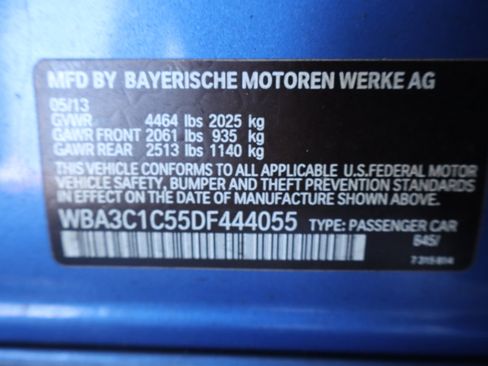 MFD BY BAYERISCHE MOTOREN WERKE AG
05/13
GVWR 4464 lbs 2025 kg
GAWR FRONT 2061 lbs 935 kg
GAWR REAR 2513 lbs 1140 kg
THIS VEHICLE CONFORMS TO ALL APPLICABLE U.S.FEDERAL MOTOR
VEHICLE SAFETY, BUMPER, AND THEFT PREVENTION
STANDARDS IN EFFECT ON THE DATE OF
MANUFACTURE SHOWN ABOVE.
WBA3C1C55DF444055 TYPE: PASSENGER CAR